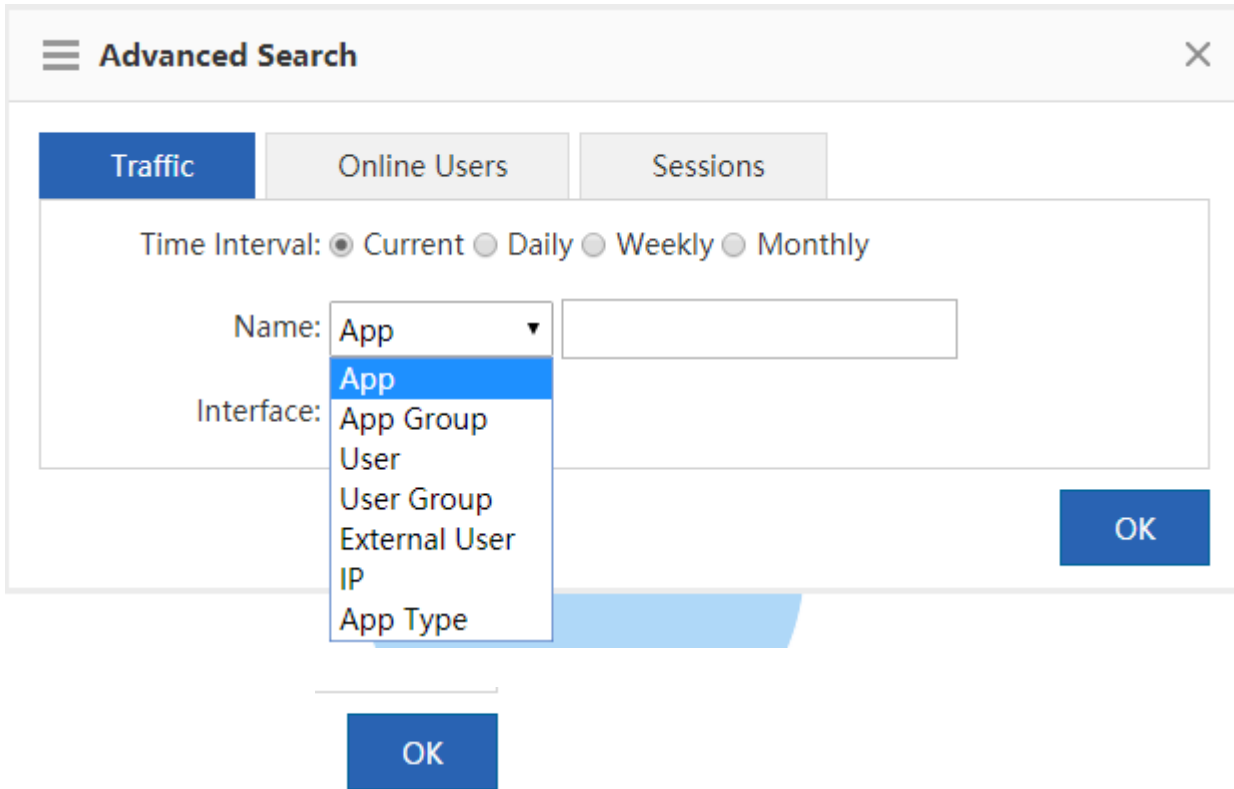 Advanced Search
Traffic Online Users Sessions
Time Interval: Current Daily Weekly Monthly
Name: App
App
Interface: App Group
User
User Group
External User
OK
IP
App Type
OK